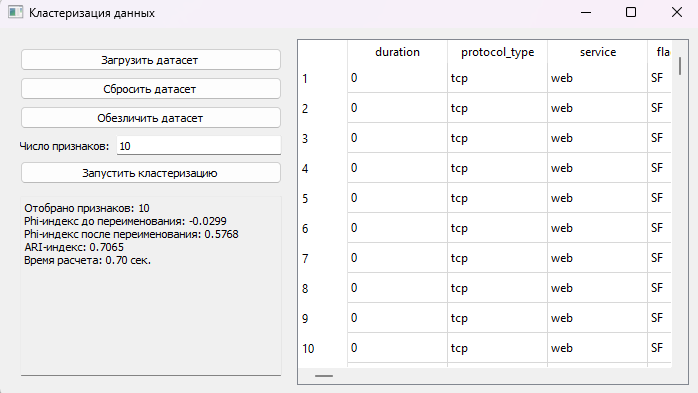 Кластеризация данных
Загрузить датасет
Сбросить датасет
Обезличить датасет
Число признаков: 10
Запустить кластеризацию
Отобрано признаков: 10
Phi-индекс до переименования: -0.0299
Phi-индекс после переименования: 0.5768
ARI-индекс: 0.7065
Время расчета: 0.70 сек.
duration protocol_type service fla
1 0 tcp web SF
2 0 tcp web SF
3 0 tcp web SF
4 0 tcp web SF
5 0 tcp web SF
6 0 tcp web SF
7 0 tcp web SF
8 0 tcp web SF
9 0 tcp web SF
10 0 tcp web SF